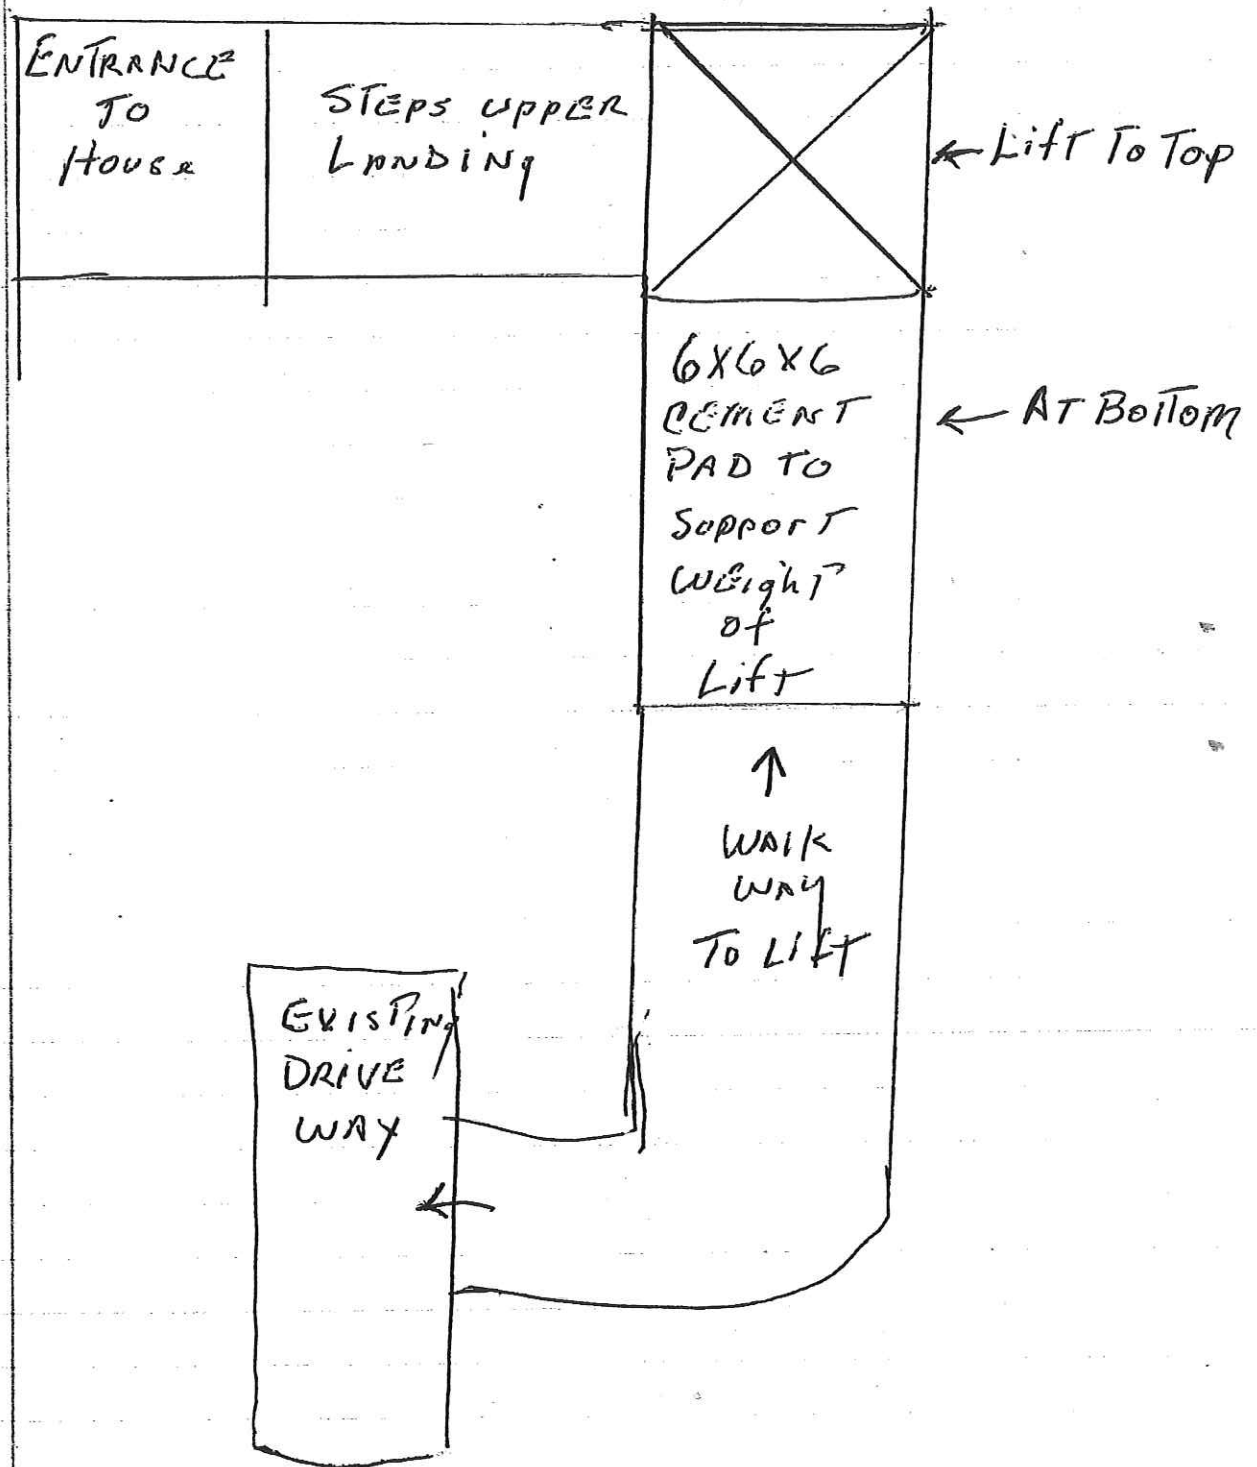 ENTRANCE
TO
HOUSE
STEPS UPPER
LANDING
← Lift To Top
6X6X6
CEMENT
PAD TO
SUPPORT
WEIGHT
of
Lift
← AT BOTTOM
↑
WALK
WAY
TO LIFT
EXISTING
DRIVE
WAY
←